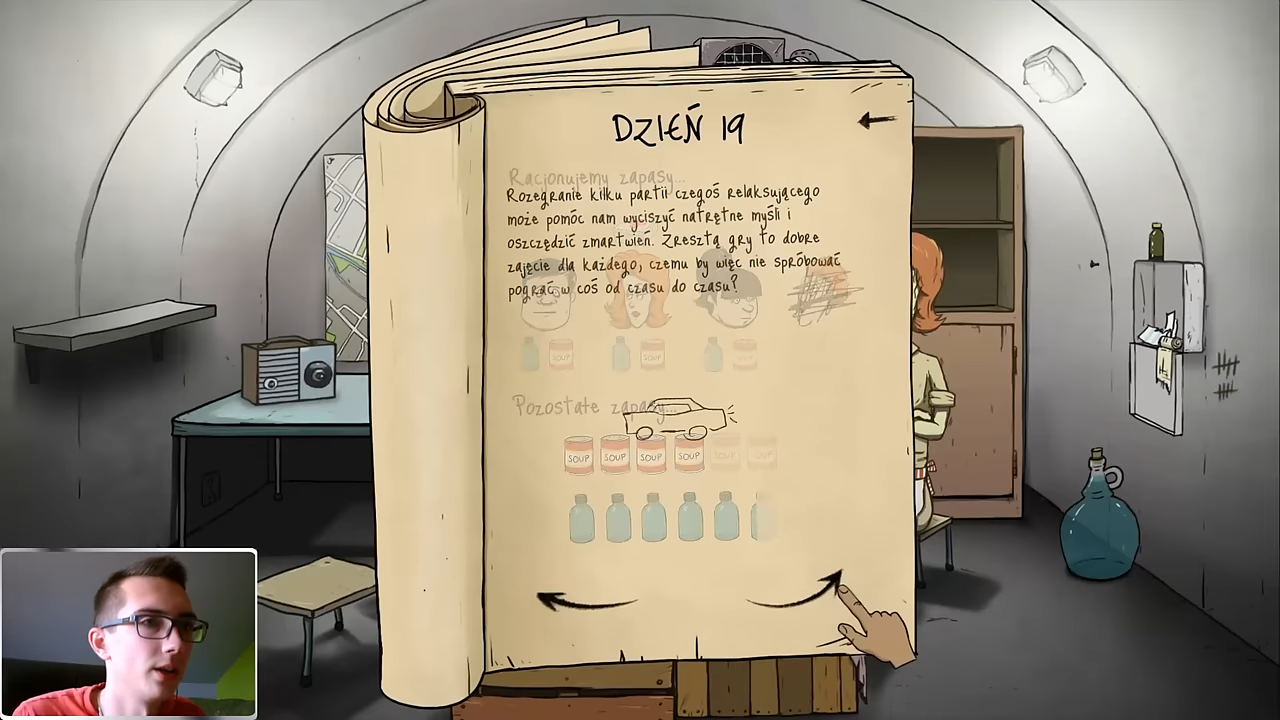 DZIEŃ 19
Racjonujemy zapasy...
Rozegranie kilku partii czegoś relaksującego
może pomóc nam wyciszyć natrętne myśli i
oszczędzić zmartwień. Zresztą gry to dobre
zajęcie dla każdego, czemu by więc nie spróbować
pograć w coś od czasu do czasu?
SOUP SOUP SOUP
Pozostałe zapasy...
SOUP SOUP SOUP SOUP SOUP SOUP